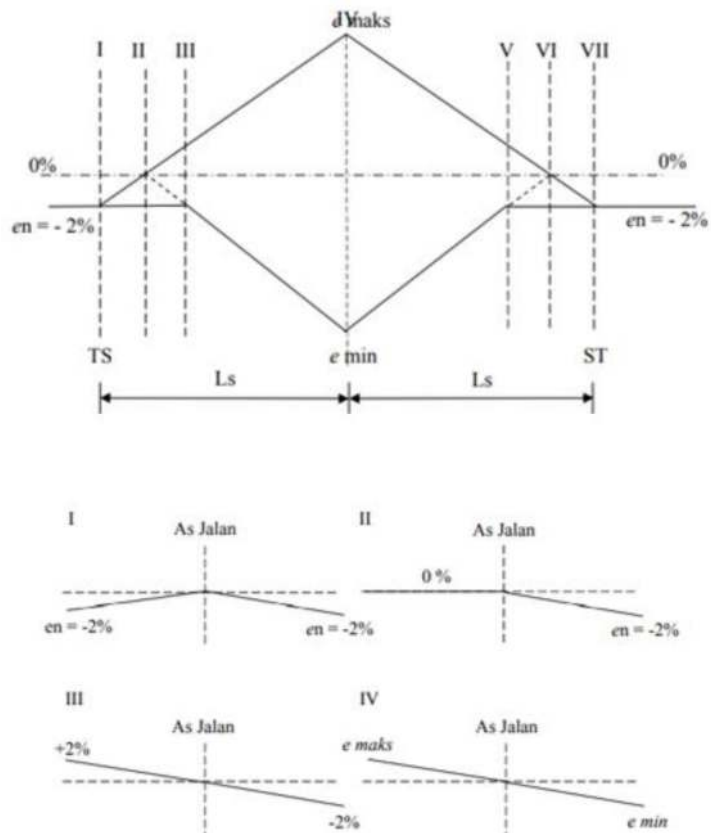 IV
e maks
I II III V VI VII
0% 0%
en = - 2% en = - 2%
TS e min ST
Ls Ls
I II
As Jalan As Jalan
0 %
en = -2% en = -2% en = -2%
III IV
As Jalan As Jalan
+2% e maks
-2% e min